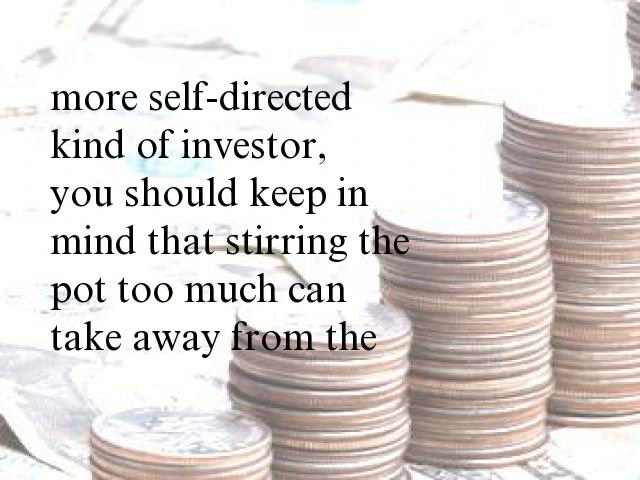 more self-directed
kind of investor,
you should keep in
mind that stirring the
pot too much can
take away from the